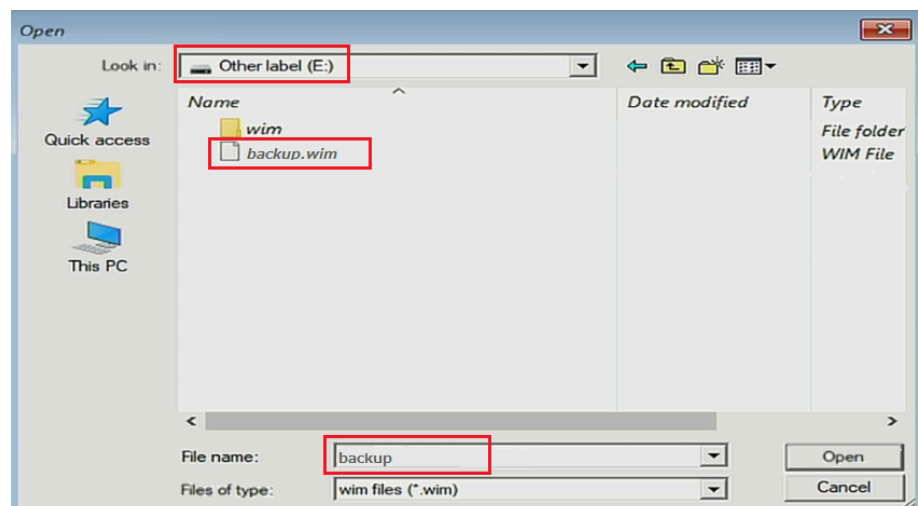 Open
Look in: Other label (E:)
Name Date modified Type
Quick access
wim File folder
backup.wim WIM File
Libraries
This PC
File name: backup Open
Files of type: wim files (*.wim) Cancel